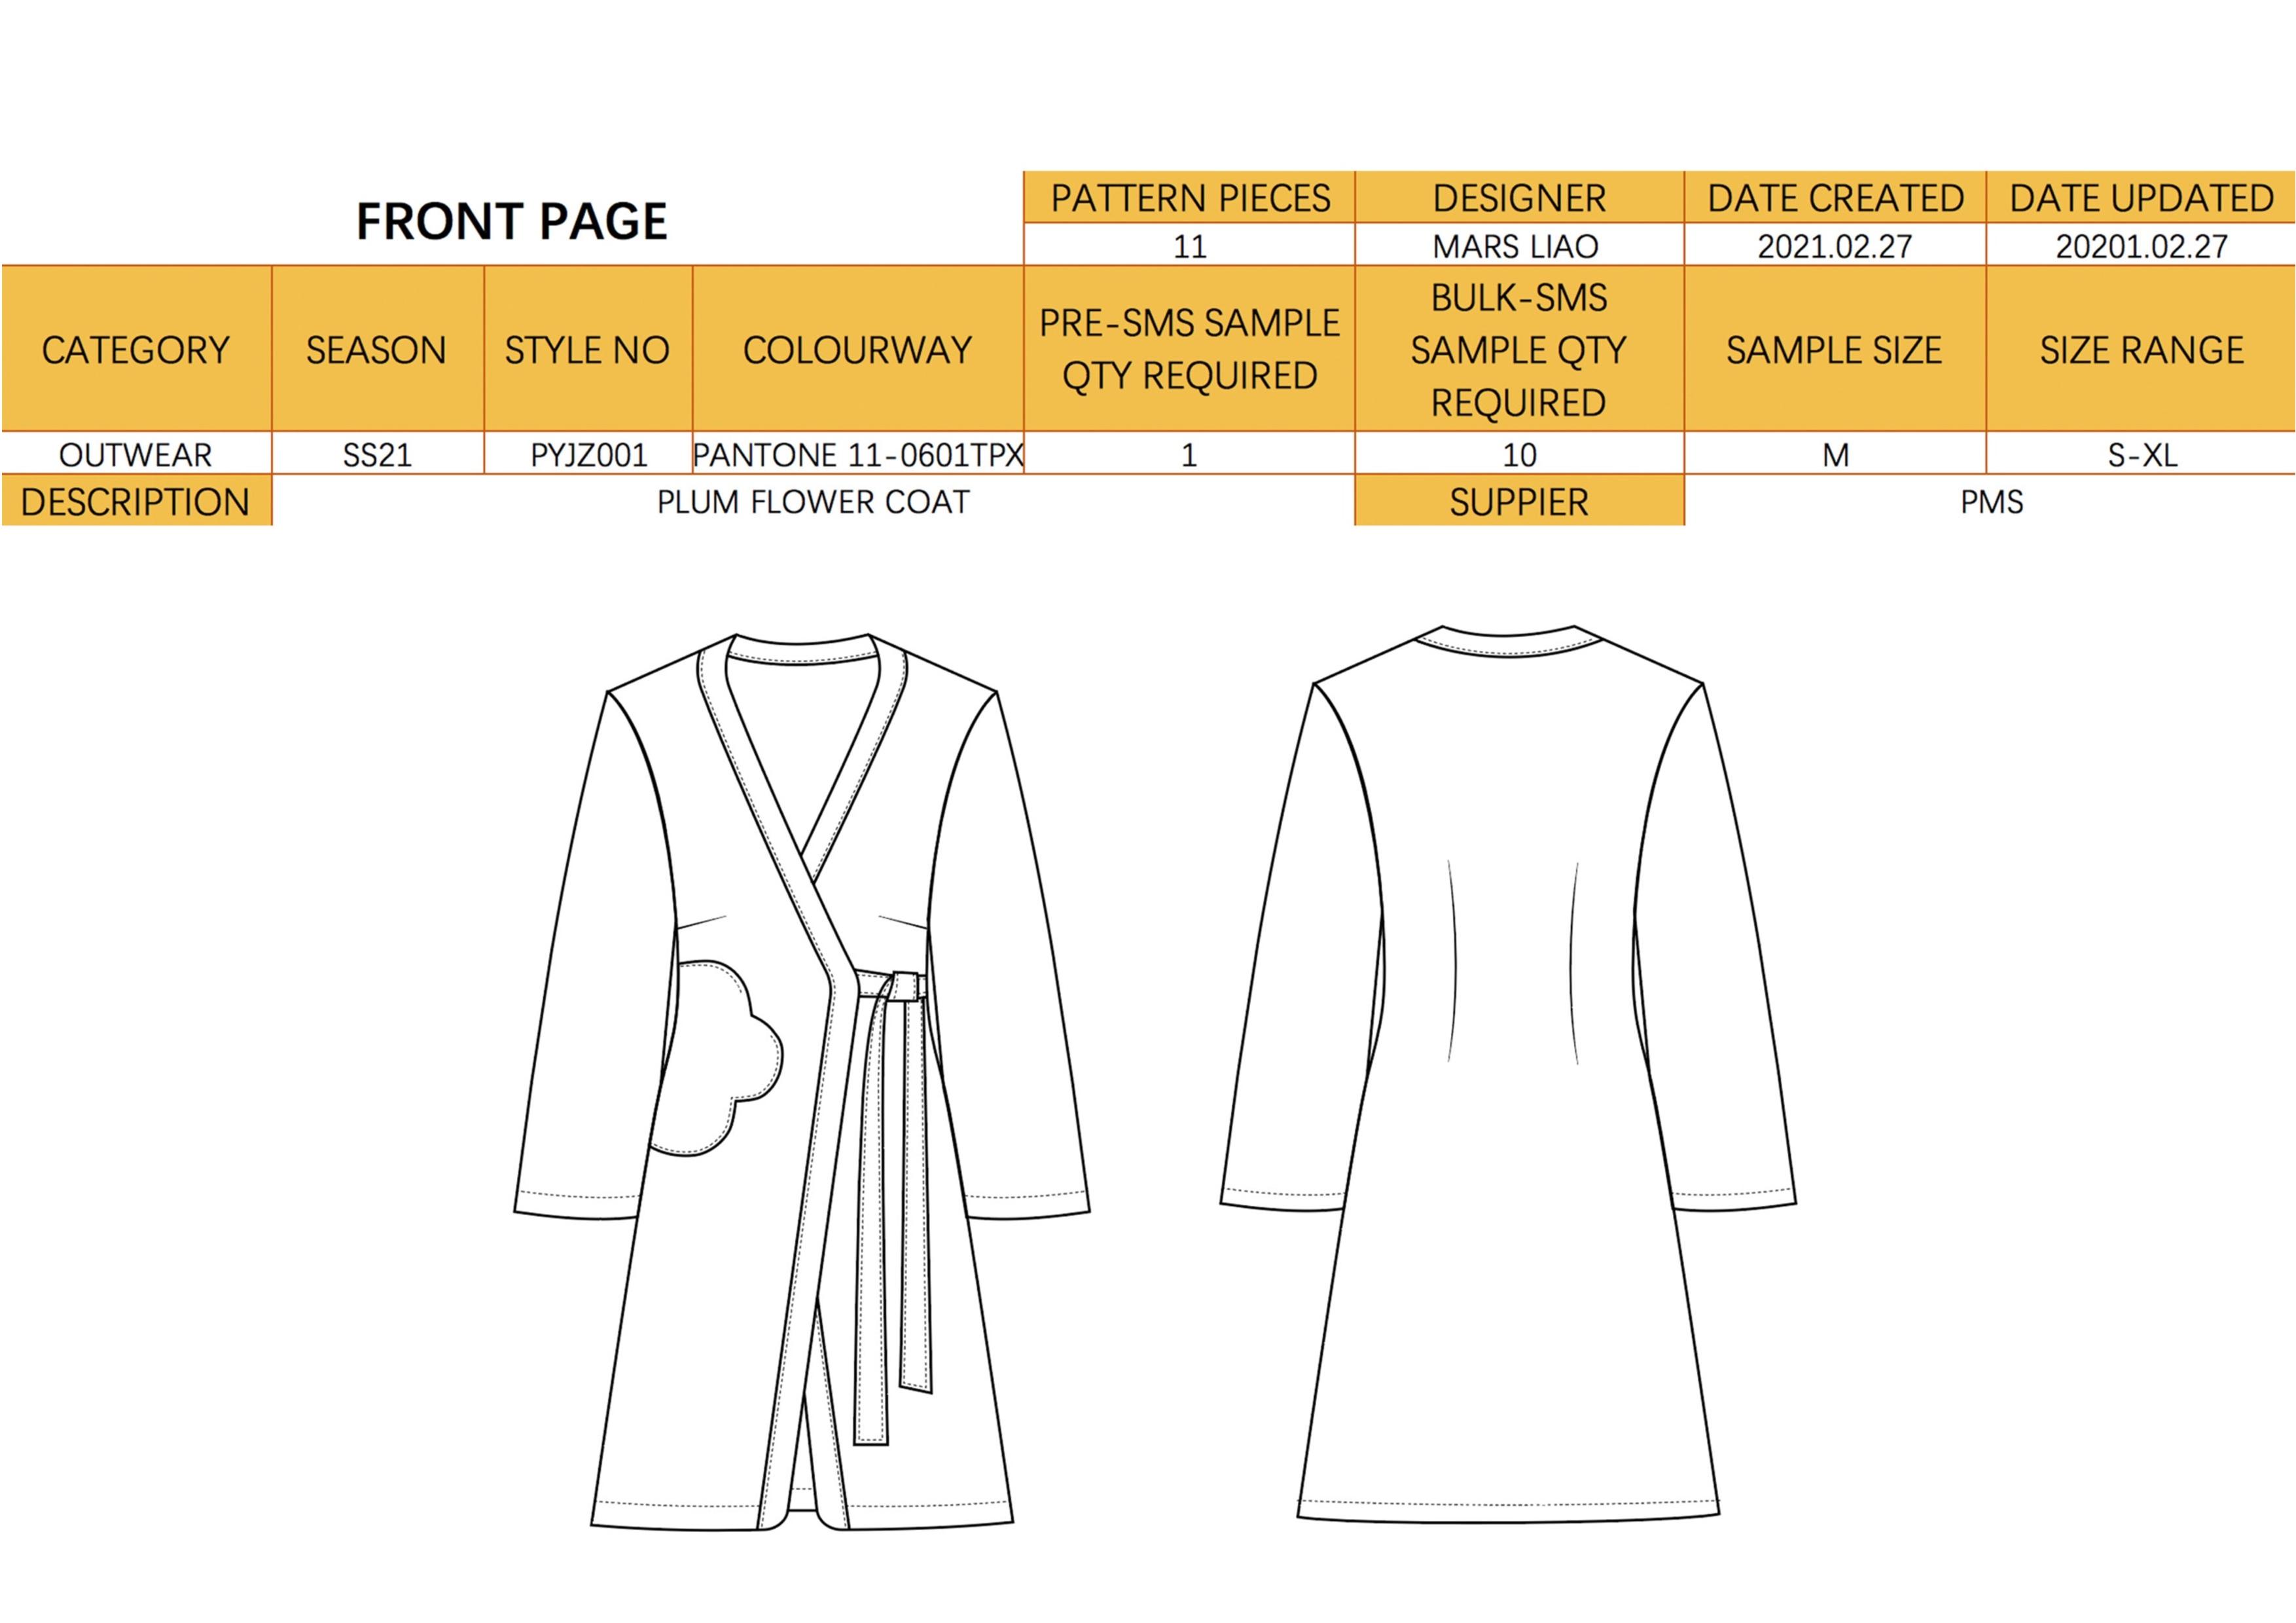 FRONT PAGE
PATTERN PIECES DESIGNER DATE CREATED DATE UPDATED
11 MARS LIAO 2021.02.27 20201.02.27
CATEGORY SEASON STYLE NO COLOURWAY PRE-SMS SAMPLE QTY REQUIRED BULK-SMS SAMPLE QTY REQUIRED SAMPLE SIZE SIZE RANGE
OUTWEAR SS21 PYJZ001 PANTONE 11-0601TPX 1 10 M S-XL
DESCRIPTION PLUM FLOWER COAT SUPPIER PMS